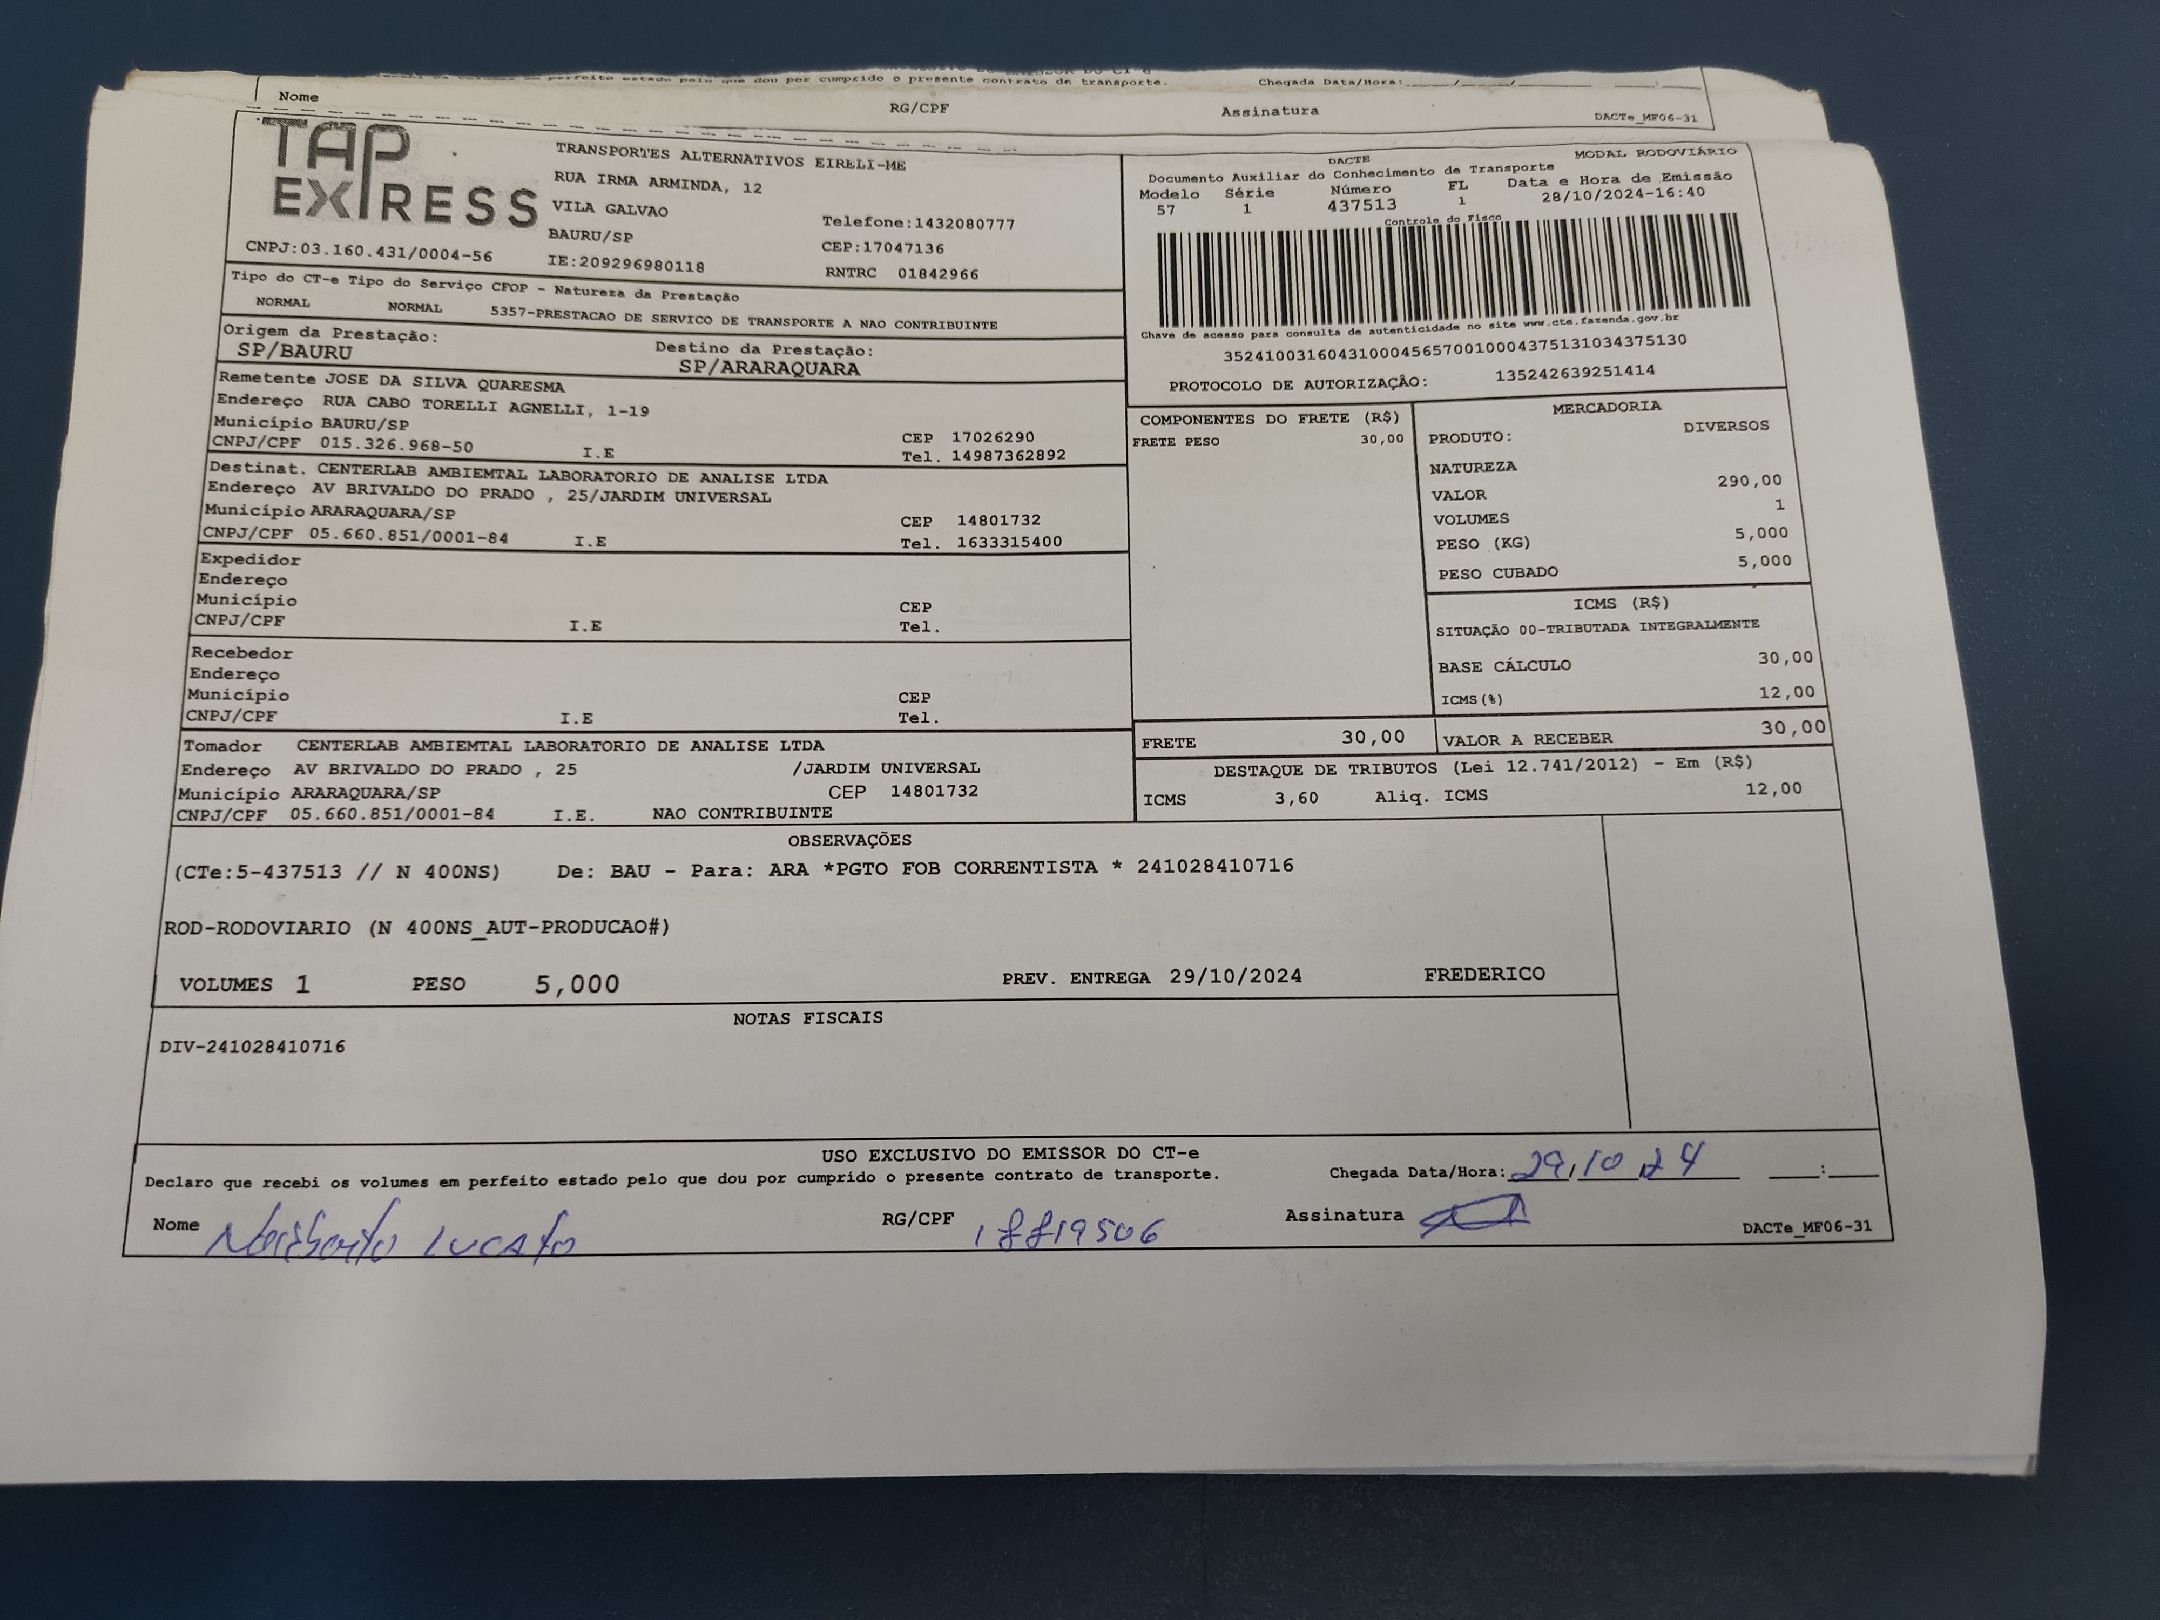 perfeito estado pelo que dou por cumprido o presente contrato de transporte. Chegada Data/Hora:
Nome RG/CPF Assinatura DACTe_MF06-31
TAP EXPRESS
CNPJ:03.160.431/0004-56
TRANSPORTES ALTERNATIVOS EIRELI-ME
RUA IRMA ARMINDA, 12
VILA GALVAO Telefone:1432080777
BAURU/SP CEP:17047136
IE:209296980118 RNTRC 01842966
DACTE MODAL RODOVIÁRIO
Documento Auxiliar do Conhecimento de Transporte
Modelo Série Número FL Data e Hora de Emissão
57 1 437513 1 28/10/2024-16:40
Controle do Fisco
Chave de acesso para consulta de autenticidade no site www.cte.fazenda.gov.br
35241003160431000456570010004375131034375130
PROTOCOLO DE AUTORIZAÇÃO: 135242639251414
Tipo do CT-e Tipo do Serviço CFOP - Natureza da Prestação
NORMAL NORMAL 5357-PRESTACAO DE SERVICO DE TRANSPORTE A NAO CONTRIBUINTE
Origem da Prestação: Destino da Prestação:
SP/BAURU SP/ARARAQUARA
Remetente JOSE DA SILVA QUARESMA
Endereço RUA CABO TORELLI AGNELLI, 1-19
Município BAURU/SP CEP 17026290
CNPJ/CPF 015.326.968-50 I.E Tel. 14987362892
Destinat. CENTERLAB AMBIEMTAL LABORATORIO DE ANALISE LTDA
Endereço AV BRIVALDO DO PRADO , 25/JARDIM UNIVERSAL
Município ARARAQUARA/SP CEP 14801732
CNPJ/CPF 05.660.851/0001-84 I.E Tel. 1633315400
Expedidor
Endereço
Município CEP
CNPJ/CPF I.E Tel.
Recebedor
Endereço
Município CEP
CNPJ/CPF I.E Tel.
Tomador CENTERLAB AMBIEMTAL LABORATORIO DE ANALISE LTDA
Endereço AV BRIVALDO DO PRADO , 25 /JARDIM UNIVERSAL
Município ARARAQUARA/SP CEP 14801732
CNPJ/CPF 05.660.851/0001-84 I.E. NAO CONTRIBUINTE
COMPONENTES DO FRETE (R$)
FRETE PESO 30,00
MERCADORIA
PRODUTO: DIVERSOS
NATUREZA
VALOR 290,00
VOLUMES 1
PESO (KG) 5,000
PESO CUBADO 5,000
ICMS (R$)
SITUAÇÃO 00-TRIBUTADA INTEGRALMENTE
BASE CÁLCULO 30,00
ICMS(%) 12,00
FRETE 30,00 VALOR A RECEBER 30,00
DESTAQUE DE TRIBUTOS (Lei 12.741/2012) - Em (R$)
ICMS 3,60 Aliq. ICMS 12,00
OBSERVAÇÕES
(CTe:5-437513 // N 400NS) De: BAU - Para: ARA *PGTO FOB CORRENTISTA * 241028410716
ROD-RODOVIARIO (N 400NS_AUT-PRODUCAO#)
VOLUMES 1 PESO 5,000 PREV. ENTREGA 29/10/2024 FREDERICO
NOTAS FISCAIS
DIV-241028410716
USO EXCLUSIVO DO EMISSOR DO CT-e
Declaro que recebi os volumes em perfeito estado pelo que dou por cumprido o presente contrato de transporte. Chegada Data/Hora: 29/10/24 :
Nome RG/CPF Assinatura DACTe_MF06-31